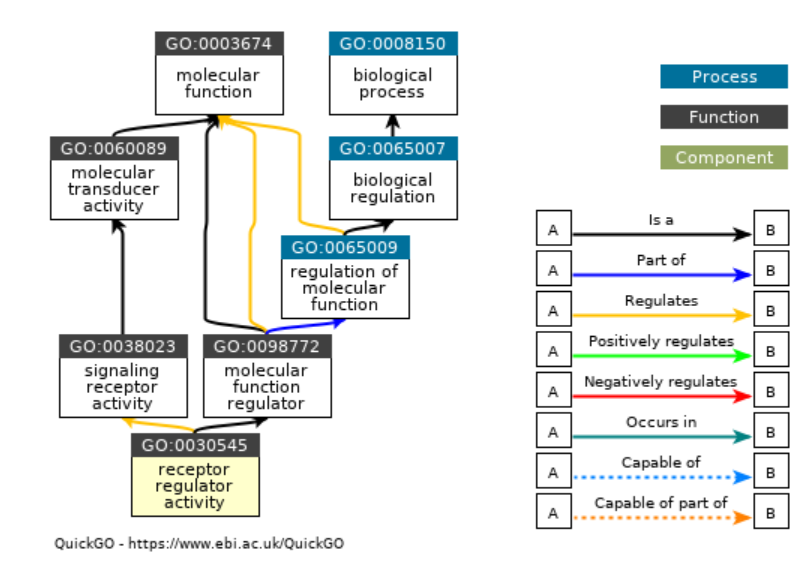 GO:0003674
molecular
function
GO:0008150
biological
process
GO:0060089
molecular
transducer
activity
GO:0065007
biological
regulation
GO:0065009
regulation of
molecular
function
GO:0038023
signaling
receptor
activity
GO:0098772
molecular
function
regulator
GO:0030545
receptor
regulator
activity
QuickGO - https://www.ebi.ac.uk/QuickGO
Process
Function
Component
A Is a B
A Part of B
A Regulates B
A Positively regulates B
A Negatively regulates B
A Occurs in B
A Capable of B
A Capable of part of B